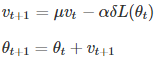 v_{t+1} = μv_t − αδL(θ_t)
θ_{t+1} = θ_t + v_{t+1}